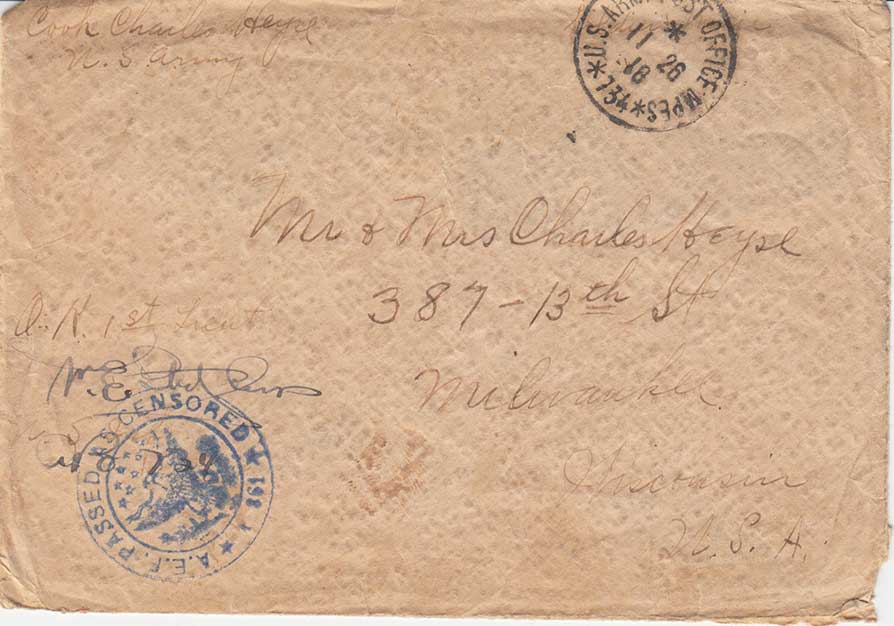 Cook Charles Heyse
U.S. Army
U.S. ARMY POST OFFICE M.P.E.S
*
11
26
18
*734*
Mr & Mrs Charles Heyse
387-13th St
Milwaukee
Wisconsin
U.S.A.
O.K. 1st Lieut
A.E.F. PASSED AS CENSORED
198